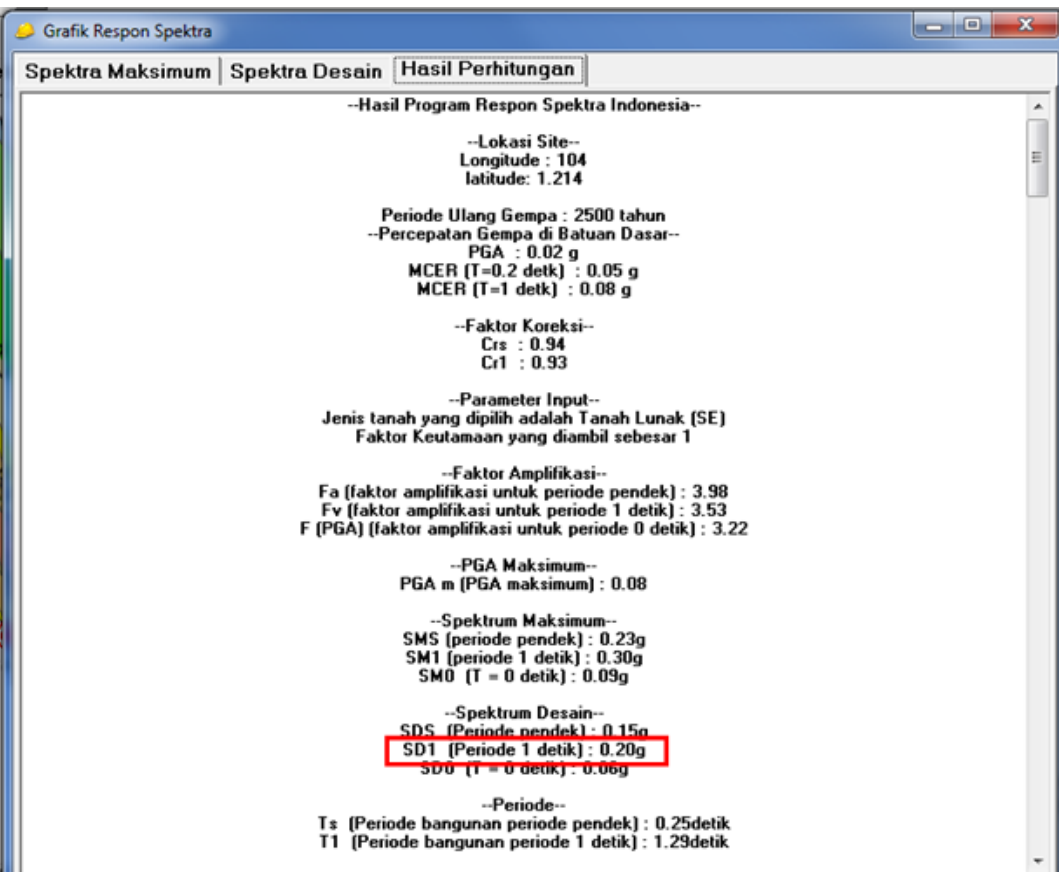 Grafik Respon Spektra
Spektra Maksimum Spektra Desain Hasil Perhitungan
--Hasil Program Respon Spektra Indonesia--
--Lokasi Site--
Longitude : 104
latitude: 1.214
Periode Ulang Gempa : 2500 tahun
--Percepatan Gempa di Batuan Dasar--
PGA : 0.02 g
MCER (T=0.2 detk) : 0.05 g
MCER (T=1 detk) : 0.08 g
--Faktor Koreksi--
Crs : 0.94
Cr1 : 0.93
--Parameter Input--
Jenis tanah yang dipilih adalah Tanah Lunak (SE)
Faktor Keutamaan yang diambil sebesar 1
--Faktor Amplifikasi--
Fa (faktor amplifikasi untuk periode pendek) : 3.98
Fv (faktor amplifikasi untuk periode 1 detik) : 3.53
F (PGA) (faktor amplifikasi untuk periode 0 detik) : 3.22
--PGA Maksimum--
PGA m (PGA maksimum) : 0.08
--Spektrum Maksimum--
SMS (periode pendek) : 0.23g
SM1 (periode 1 detik) : 0.30g
SM0 (T = 0 detik) : 0.09g
--Spektrum Desain--
SDS (Periode pendek) : 0.15g
SD1 (Periode 1 detik) : 0.20g
SD0 (T = 0 detik) : 0.06g
--Periode--
Ts (Periode bangunan periode pendek) : 0.25detik
T1 (Periode bangunan periode 1 detik) : 1.29detik